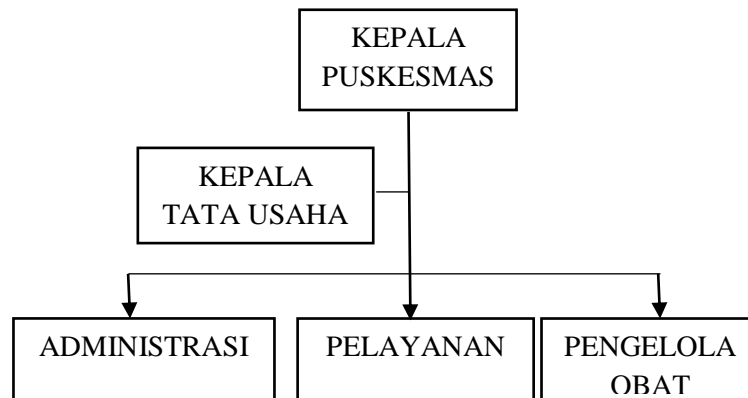 KEPALA
PUSKESMAS
KEPALA
TATA USAHA
ADMINISTRASI
PELAYANAN
PENGELOLA
OBAT